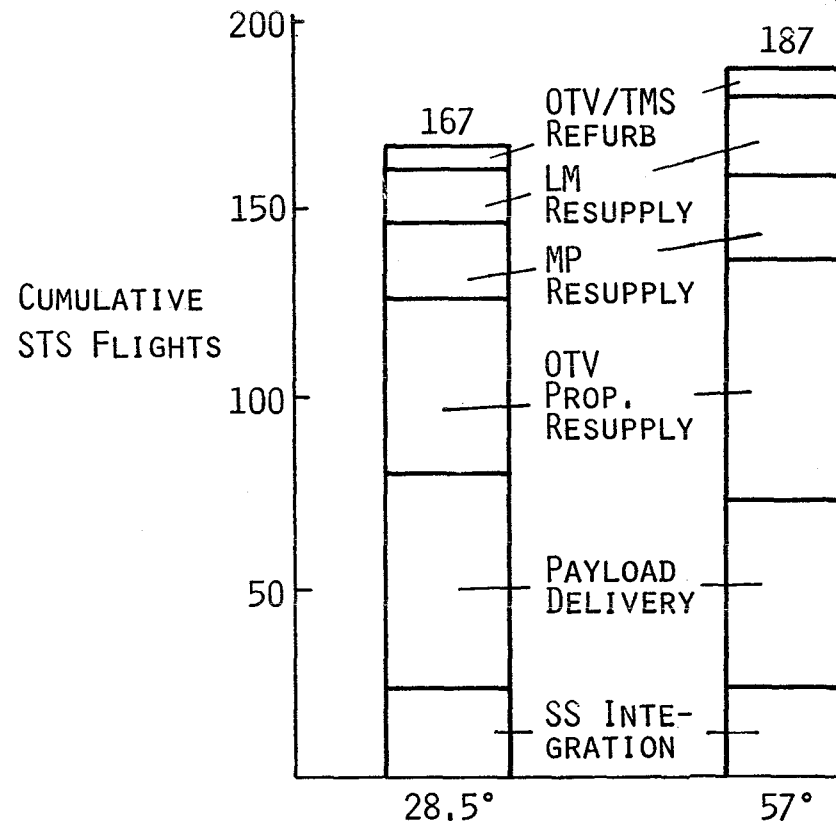 200
187
167
OTV/TMS
REFURB
LM
RESUPPLY
150
MP
RESUPPLY
CUMULATIVE
STS FLIGHTS
OTV
PROP.
RESUPPLY
100
PAYLOAD
DELIVERY
50
SS INTE-
GRATION
28.5°
57°